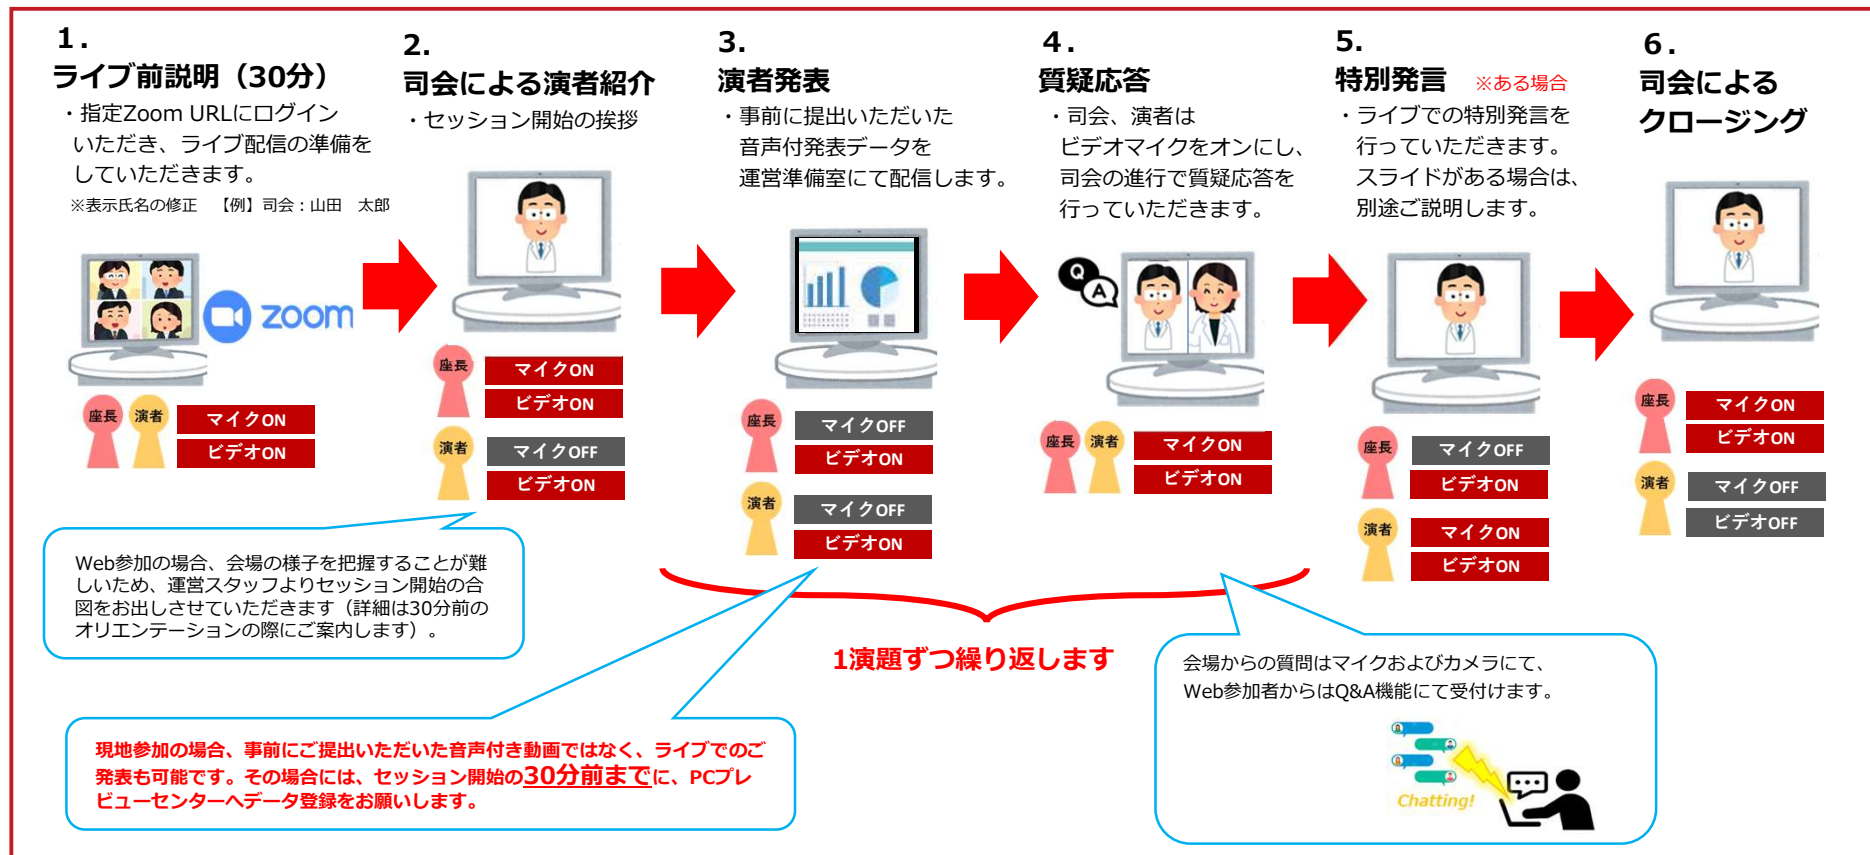 １．
ライブ前説明（30分）
・指定Zoom URLにログイン
いただき、ライブ配信の準備を
していただきます。
※表示氏名の修正　【例】司会：山田　太郎
zoom
座長
演者
マイクON
ビデオON
2.
司会による演者紹介
・セッション開始の挨拶
座長
マイクON
ビデオON
演者
マイクOFF
ビデオON
3.
演者発表
・事前に提出いただいた
音声付発表データを
運営準備室にて配信します。
座長
マイクOFF
ビデオON
演者
マイクOFF
ビデオON
４．
質疑応答
・司会、演者は
ビデオマイクをオンにし、
司会の進行で質疑応答を
行っていただきます。
Q
A
座長
演者
マイクON
ビデオON
5.
特別発言　※ある場合
・ライブでの特別発言を
行っていただきます。
スライドがある場合は、
別途ご説明します。
座長
マイクOFF
ビデオON
演者
マイクON
ビデオON
６．
司会による
クロージング
座長
マイクON
ビデオON
演者
マイクOFF
ビデオOFF
Web参加の場合、会場の様子を把握することが難
しいため、運営スタッフよりセッション開始の合
図をお出しさせていただきます（詳細は30分前の
オリエンテーションの際にご案内します）。
1演題ずつ繰り返します
現地参加の場合、事前にご提出いただいた音声付き動画ではなく、ライブでのご
発表も可能です。その場合には、セッション開始の30分前までに、PCプレ
ビューセンターへデータ登録をお願いします。
会場からの質問はマイクおよびカメラにて、
Web参加者からはQ&A機能にて受付けます。
Chatting!